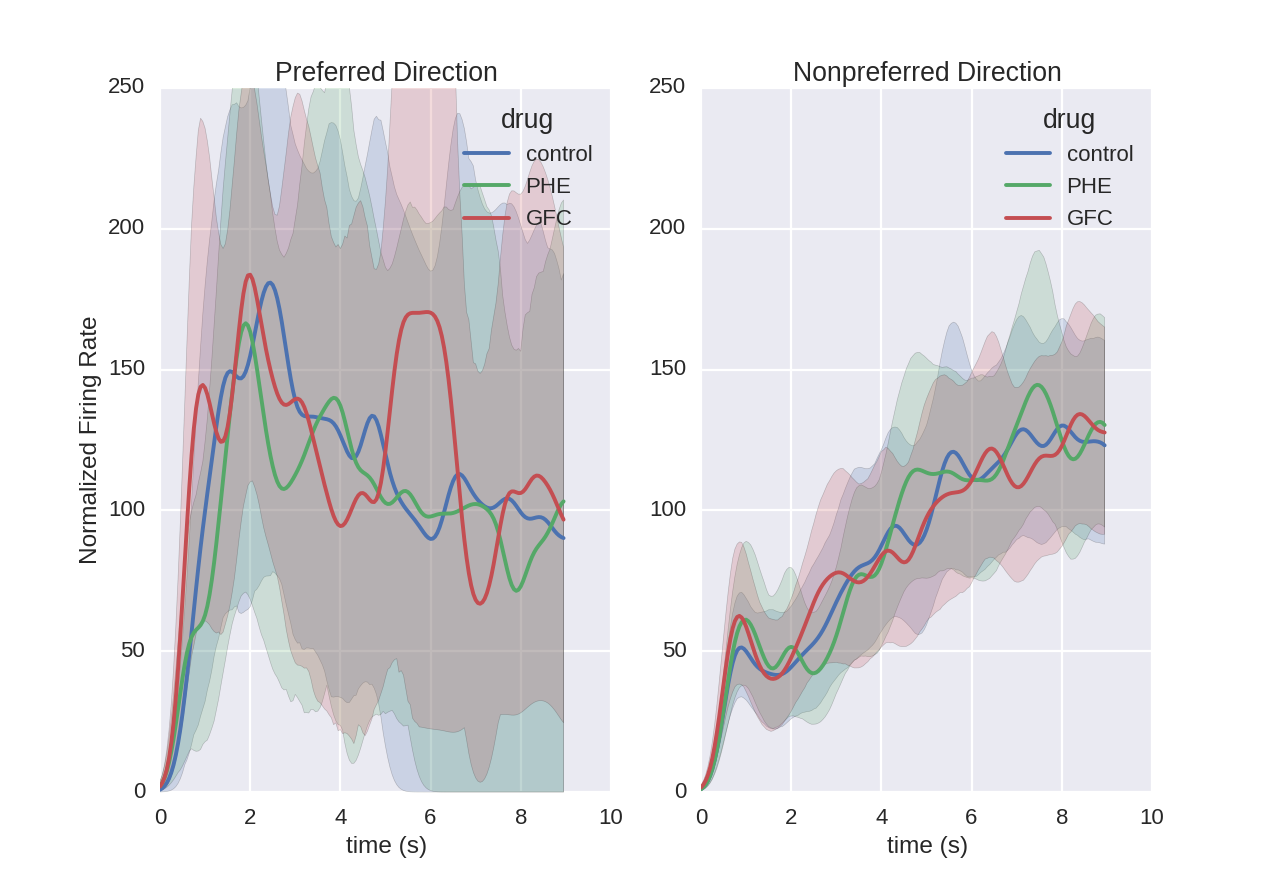 Preferred Direction
Nonpreferred Direction
250
200
150
100
50
0
Normalized Firing Rate
drug
control
PHE
GFC
0 2 4 6 8 10
time (s)
250
200
150
100
50
0
drug
control
PHE
GFC
0 2 4 6 8 10
time (s)